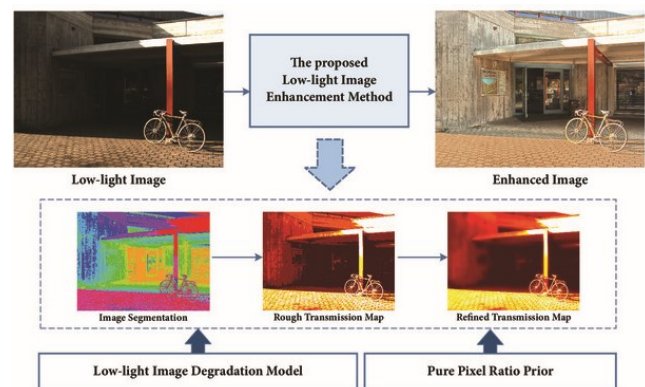 The proposed
Low-light Image
Enhancement Method
Low-light Image
Enhanced Image
Image Segmentation
Rough Transmission Map
Refined Transmission Map
Low-light Image Degradation Model
Pure Pixel Ratio Prior